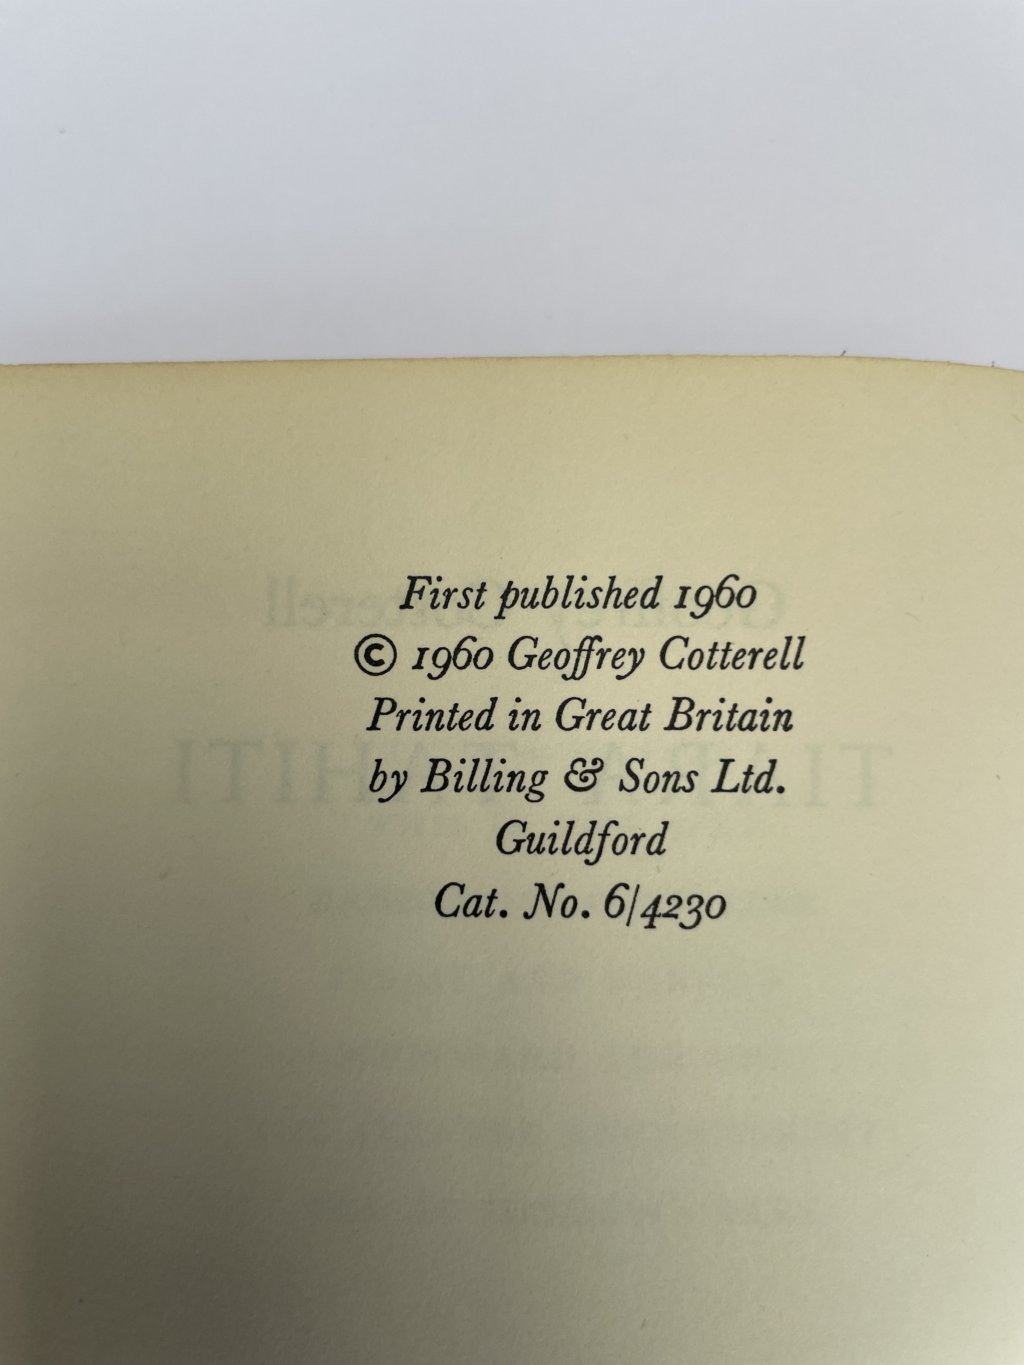 First published 1960
© 1960 Geoffrey Cotterell
Printed in Great Britain
by Billing & Sons Ltd.
Guildford
Cat. No. 6/4230